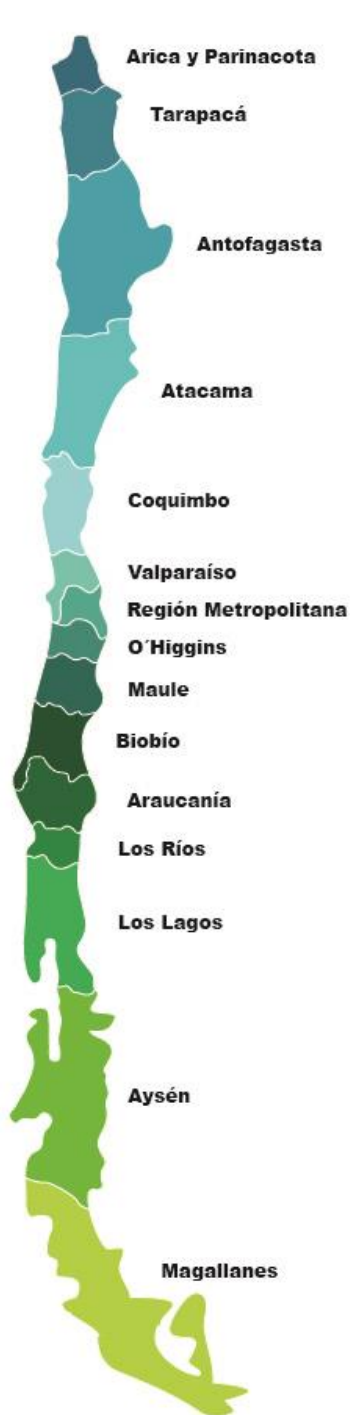 Arica y Parinacota
Tarapacá
Antofagasta
Atacama
Coquimbo
Valparaíso
Región Metropolitana
O´Higgins
Maule
Biobío
Araucanía
Los Ríos
Los Lagos
Aysén
Magallanes